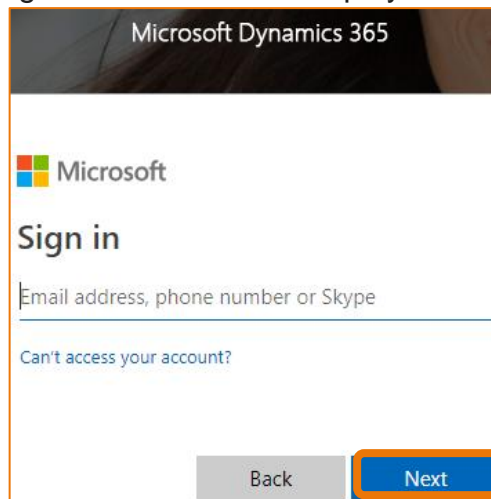 Microsoft Dynamics 365
Microsoft
Sign in
Email address, phone number or Skype
Can't access your account?
Back
Next